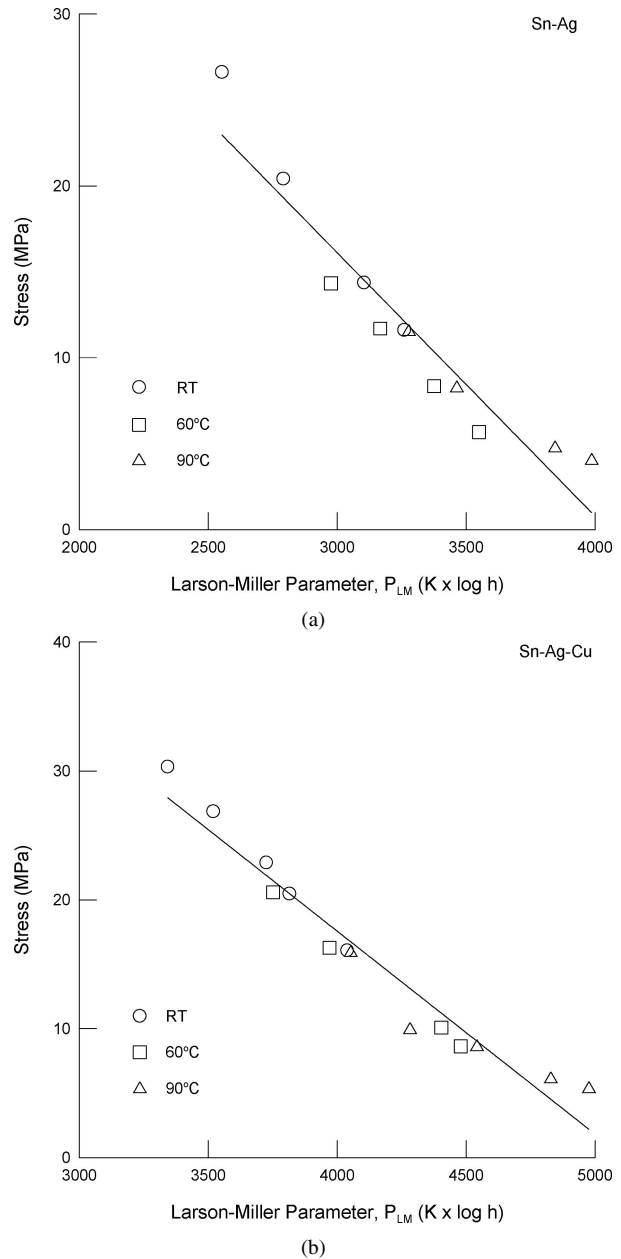 30
Sn-Ag
20
Stress (MPa)
10
RT
60ºC
90ºC
0
2000 2500 3000 3500 4000
Larson-Miller Parameter, PLM (K x log h)
(a)
40
Sn-Ag-Cu
30
Stress (MPa)
20
10
RT
60ºC
90ºC
0
3000 3500 4000 4500 5000
Larson-Miller Parameter, PLM (K x log h)
(b)